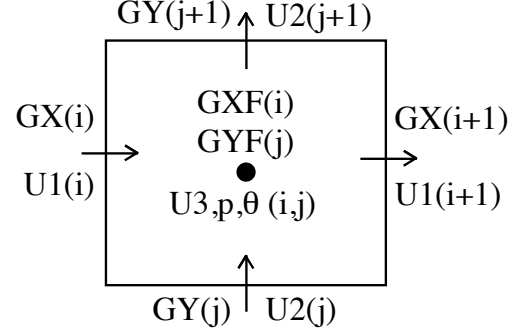 GY(j+1) U2(j+1)
GXF(i)
GX(i) GX(i+1)
GYF(j)
U1(i) U1(i+1)
U3,p,θ (i,j)
GY(j) U2(j)